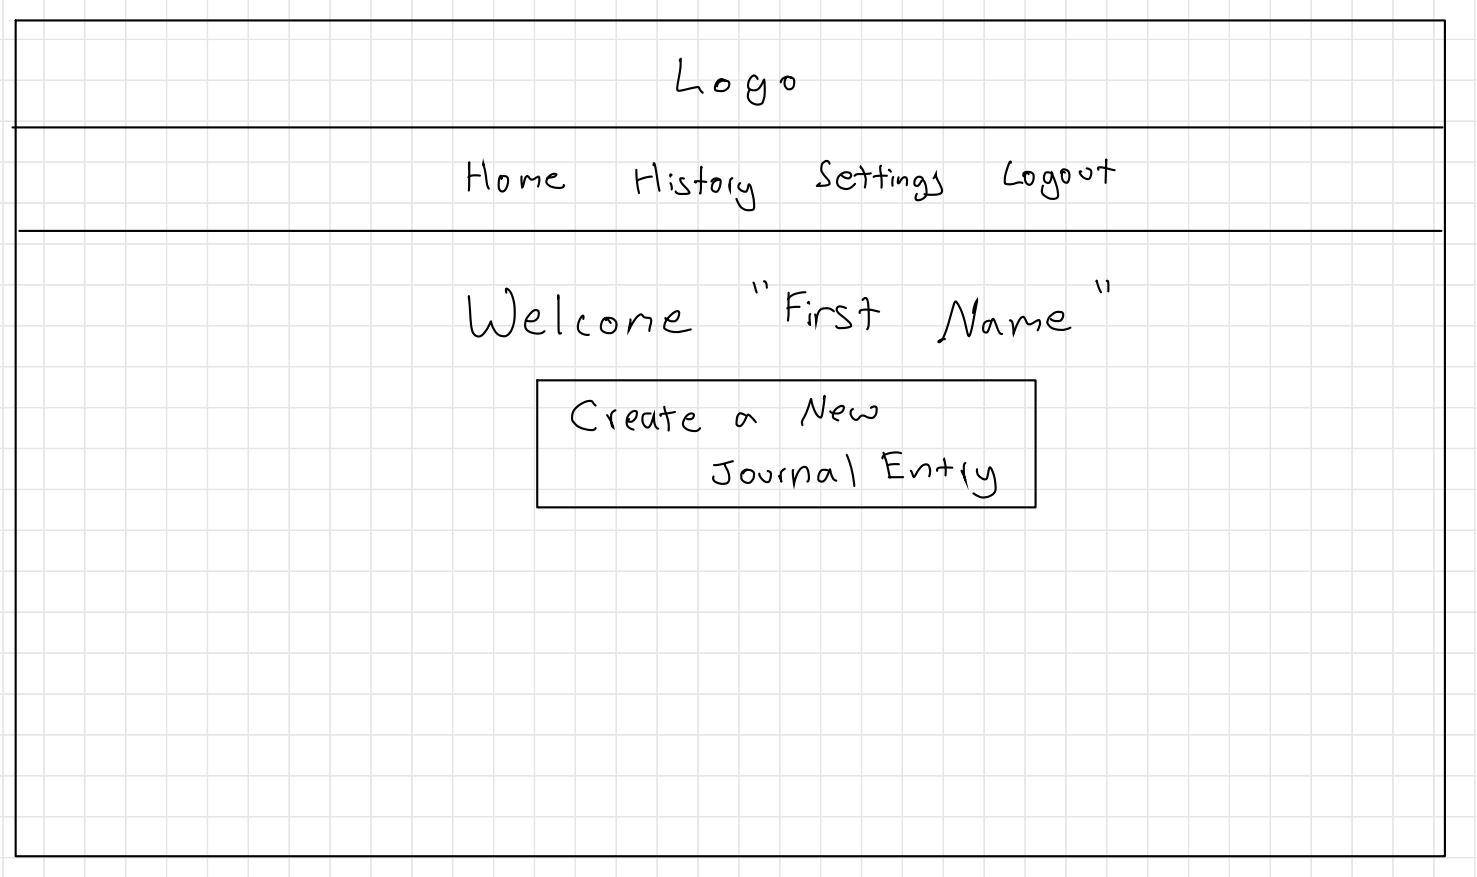 Logo
Home History Settings Logout
Welcome "First Name"
Create a New
Journal Entry